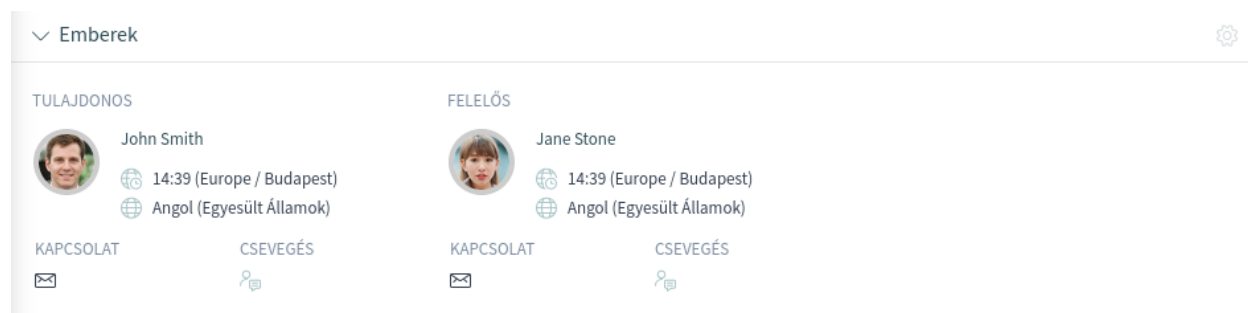 Emberek
TULAJDONOS
John Smith
14:39 (Europe / Budapest)
Angol (Egyesült Államok)
KAPCSOLAT
CSEVEGÉS
FELELŐS
Jane Stone
14:39 (Europe / Budapest)
Angol (Egyesült Államok)
KAPCSOLAT
CSEVEGÉS